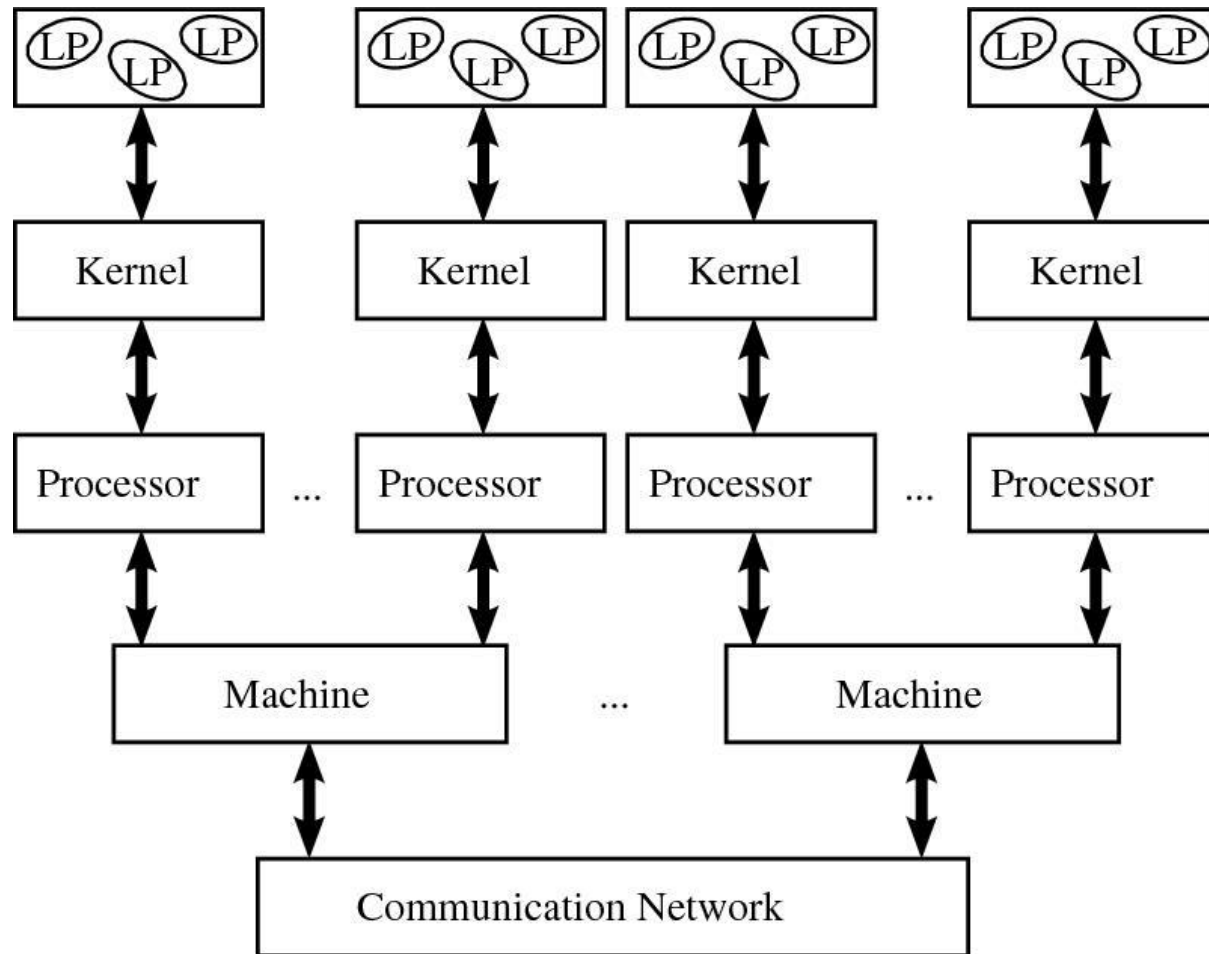 LP LP LP LP LP LP LP LP LP LP LP LP
Kernel Kernel Kernel Kernel
Processor ... Processor Processor ... Processor
Machine ... Machine
Communication Network